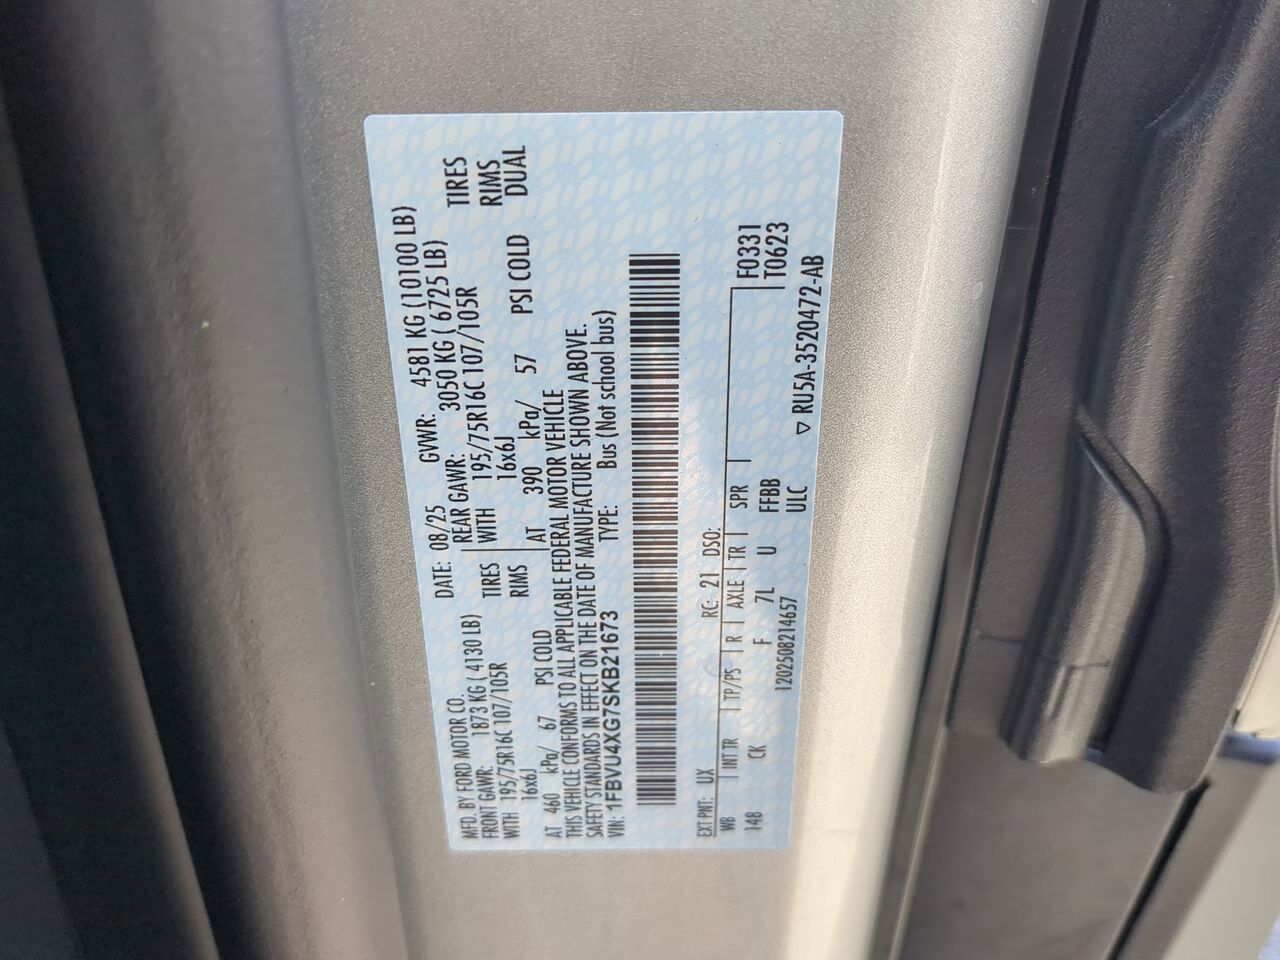 MFD. BY FORD MOTOR CO. DATE: 08/25 GVWR: 4581 KG (10100 LB)
FRONT GAWR: 1873 KG ( 4130 LB) REAR GAWR: 3050 KG ( 6725 LB)
WITH 195/75R16C 107/105R TIRES WITH 195/75R16C 107/105R TIRES
16x6J RIMS 16x6J RIMS
AT 460 kPa/ 67 PSI COLD AT 390 kPa/ 57 PSI COLD DUAL
THIS VEHICLE CONFORMS TO ALL APPLICABLE FEDERAL MOTOR VEHICLE
SAFETY STANDARDS IN EFFECT ON THE DATE OF MANUFACTURE SHOWN ABOVE.
VIN: 1FBVU4XG7SKB21673 TYPE: Bus (Not school bus)
EXT PNT: UX RC: 21 DSO:
WB INT TR TP/PS R AXLE TR SPR F0331
148 CK F 7L U FFBB T0623
1202508214657 ULC ▽ RU5A-3520472-AB